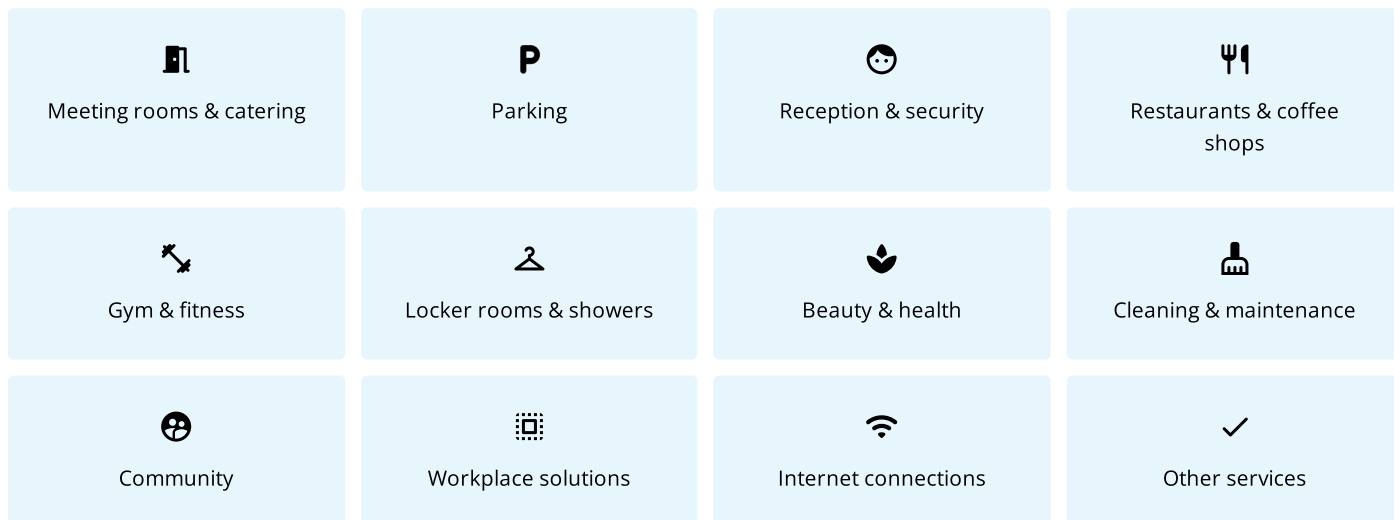 Meeting rooms & catering
P
Parking
Reception & security
Restaurants & coffee
shops
Gym & fitness
Locker rooms & showers
Beauty & health
Cleaning & maintenance
Community
Workplace solutions
Internet connections
Other services